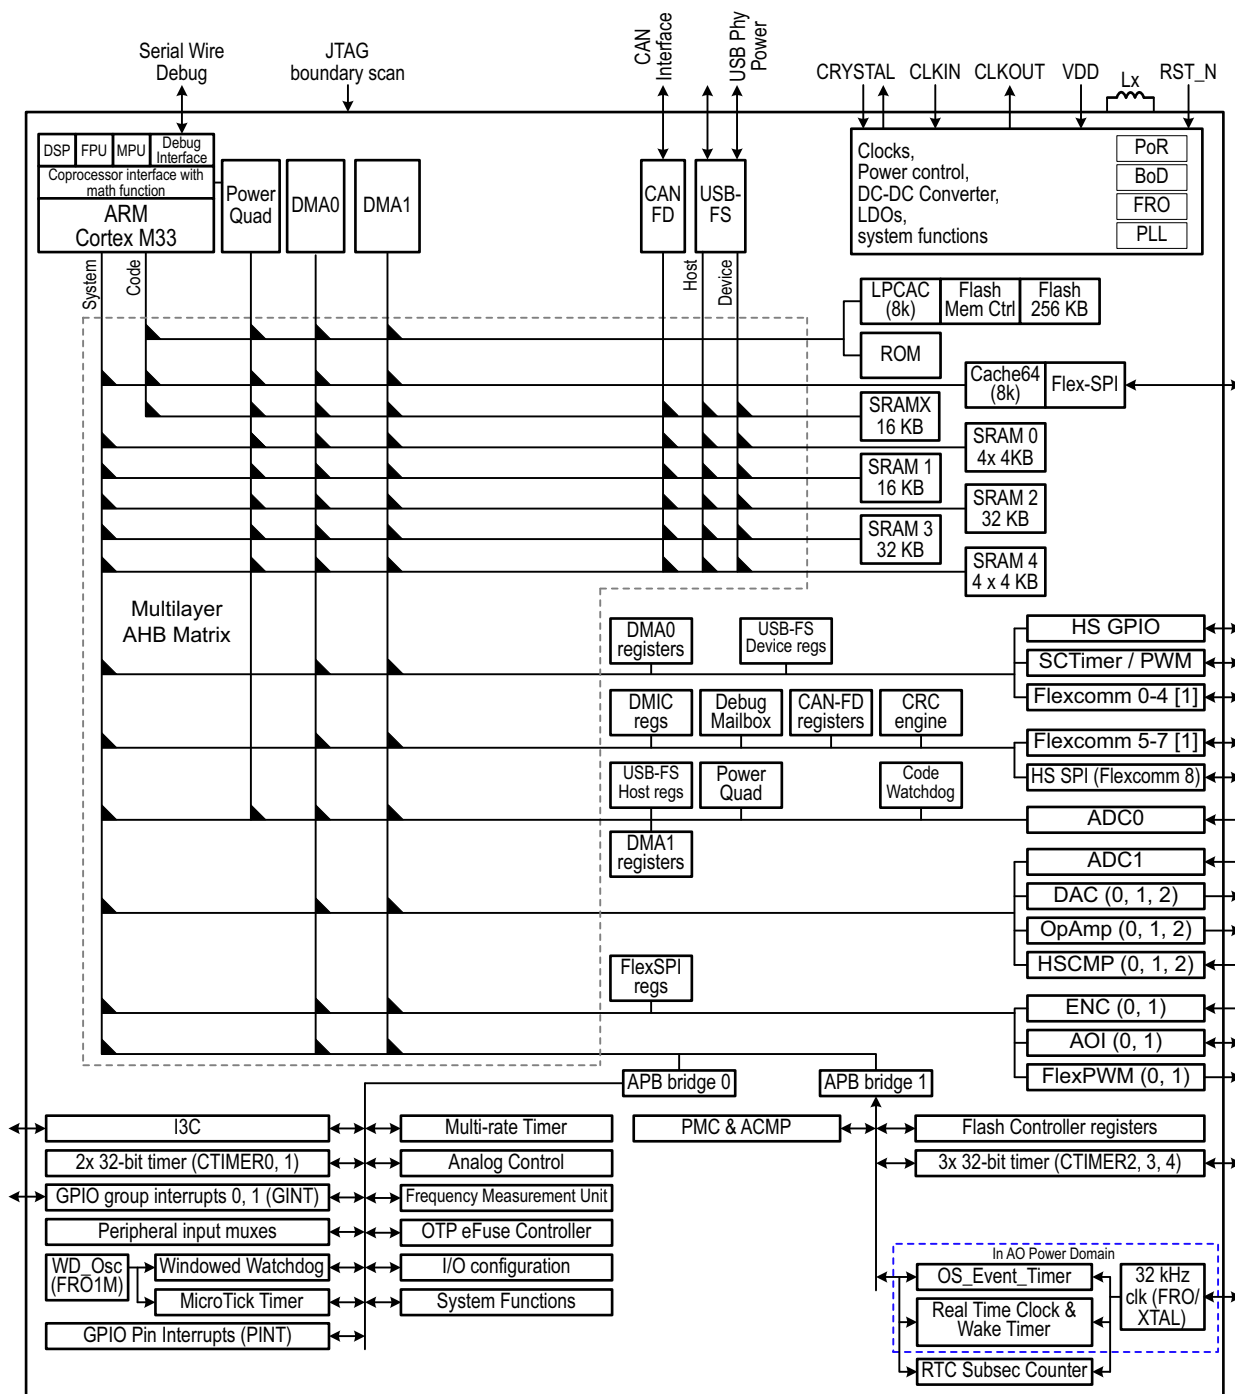 Serial Wire
Debug
JTAG
boundary scan
CAN
Interface
USB Phy
Power
CRYSTAL
CLKIN
CLKOUT
VDD
Lx
RST_N
DSP
FPU
MPU
Debug
Interface
Coprocessor interface with
math function
ARM
Cortex M33
Power
Quad
DMA0
DMA1
CAN
FD
USB-
FS
Clocks,
Power control,
DC-DC Converter,
LDOs,
system functions
PoR
BoD
FRO
PLL
System
Code
Host
Device
LPCAC
(8k)
Flash
Mem Ctrl
Flash
256 KB
ROM
Cache64
(8k)
Flex-SPI
SRAMX
16 KB
SRAM 0
4x 4KB
SRAM 1
16 KB
SRAM 2
32 KB
SRAM 3
32 KB
SRAM 4
4 x 4 KB
Multilayer
AHB Matrix
DMA0
registers
USB-FS
Device regs
HS GPIO
SCTimer / PWM
Flexcomm 0-4 [1]
DMIC
regs
Debug
Mailbox
CAN-FD
registers
CRC
engine
Flexcomm 5-7 [1]
HS SPI (Flexcomm 8)
USB-FS
Host regs
Power
Quad
Code
Watchdog
ADC0
DMA1
registers
ADC1
DAC (0, 1, 2)
OpAmp (0, 1, 2)
HSCMP (0, 1, 2)
FlexSPI
regs
ENC (0, 1)
AOI (0, 1)
FlexPWM (0, 1)
APB bridge 0
APB bridge 1
I3C
Multi-rate Timer
PMC & ACMP
Flash Controller registers
2x 32-bit timer (CTIMER0, 1)
Analog Control
3x 32-bit timer (CTIMER2, 3, 4)
GPIO group interrupts 0, 1 (GINT)
Frequency Measurement Unit
Peripheral input muxes
OTP eFuse Controller
WD_Osc
(FRO1M)
Windowed Watchdog
I/O configuration
MicroTick Timer
System Functions
GPIO Pin Interrupts (PINT)
In AO Power Domain
OS_Event_Timer
32 kHz
clk (FRO/
XTAL)
Real Time Clock &
Wake Timer
RTC Subsec Counter